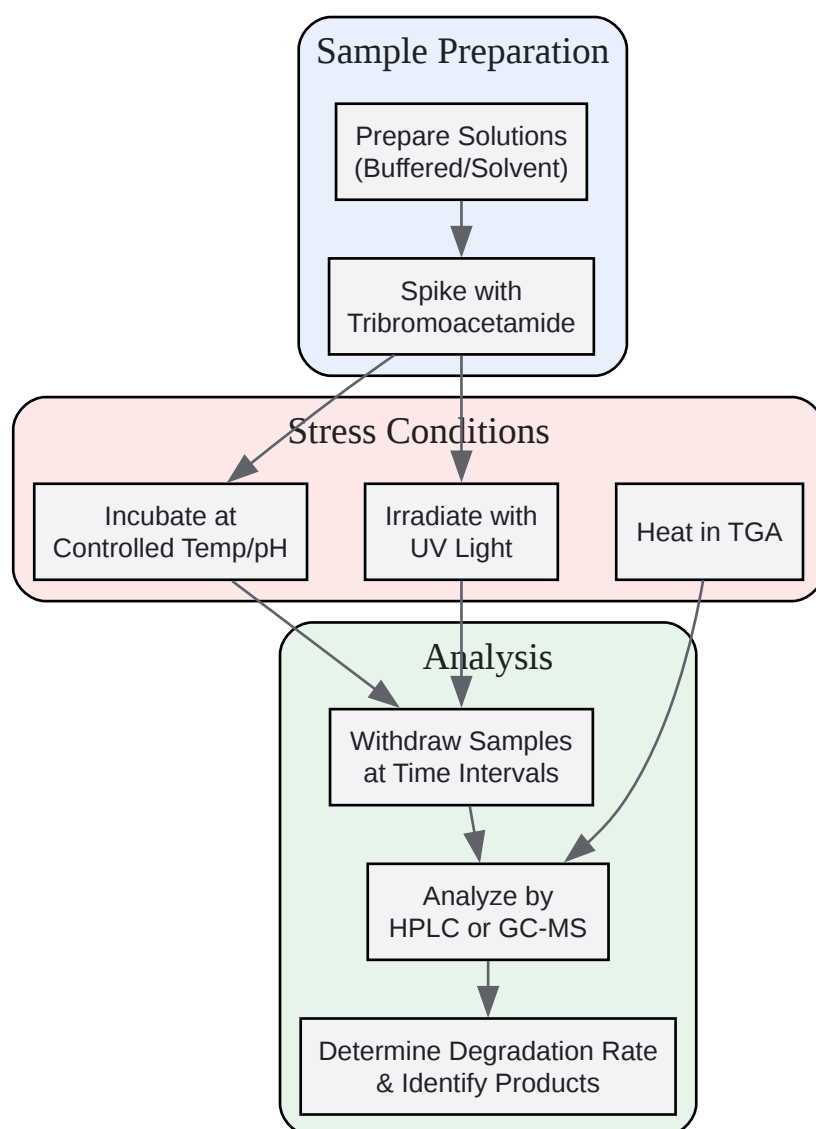 Sample Preparation
Prepare Solutions
(Buffered/Solvent)
Spike with
Tribromoacetamide
Stress Conditions
Incubate at
Controlled Temp/pH
Irradiate with
UV Light
Heat in TGA
Analysis
Withdraw Samples
at Time Intervals
Analyze by
HPLC or GC-MS
Determine Degradation Rate
& Identify Products